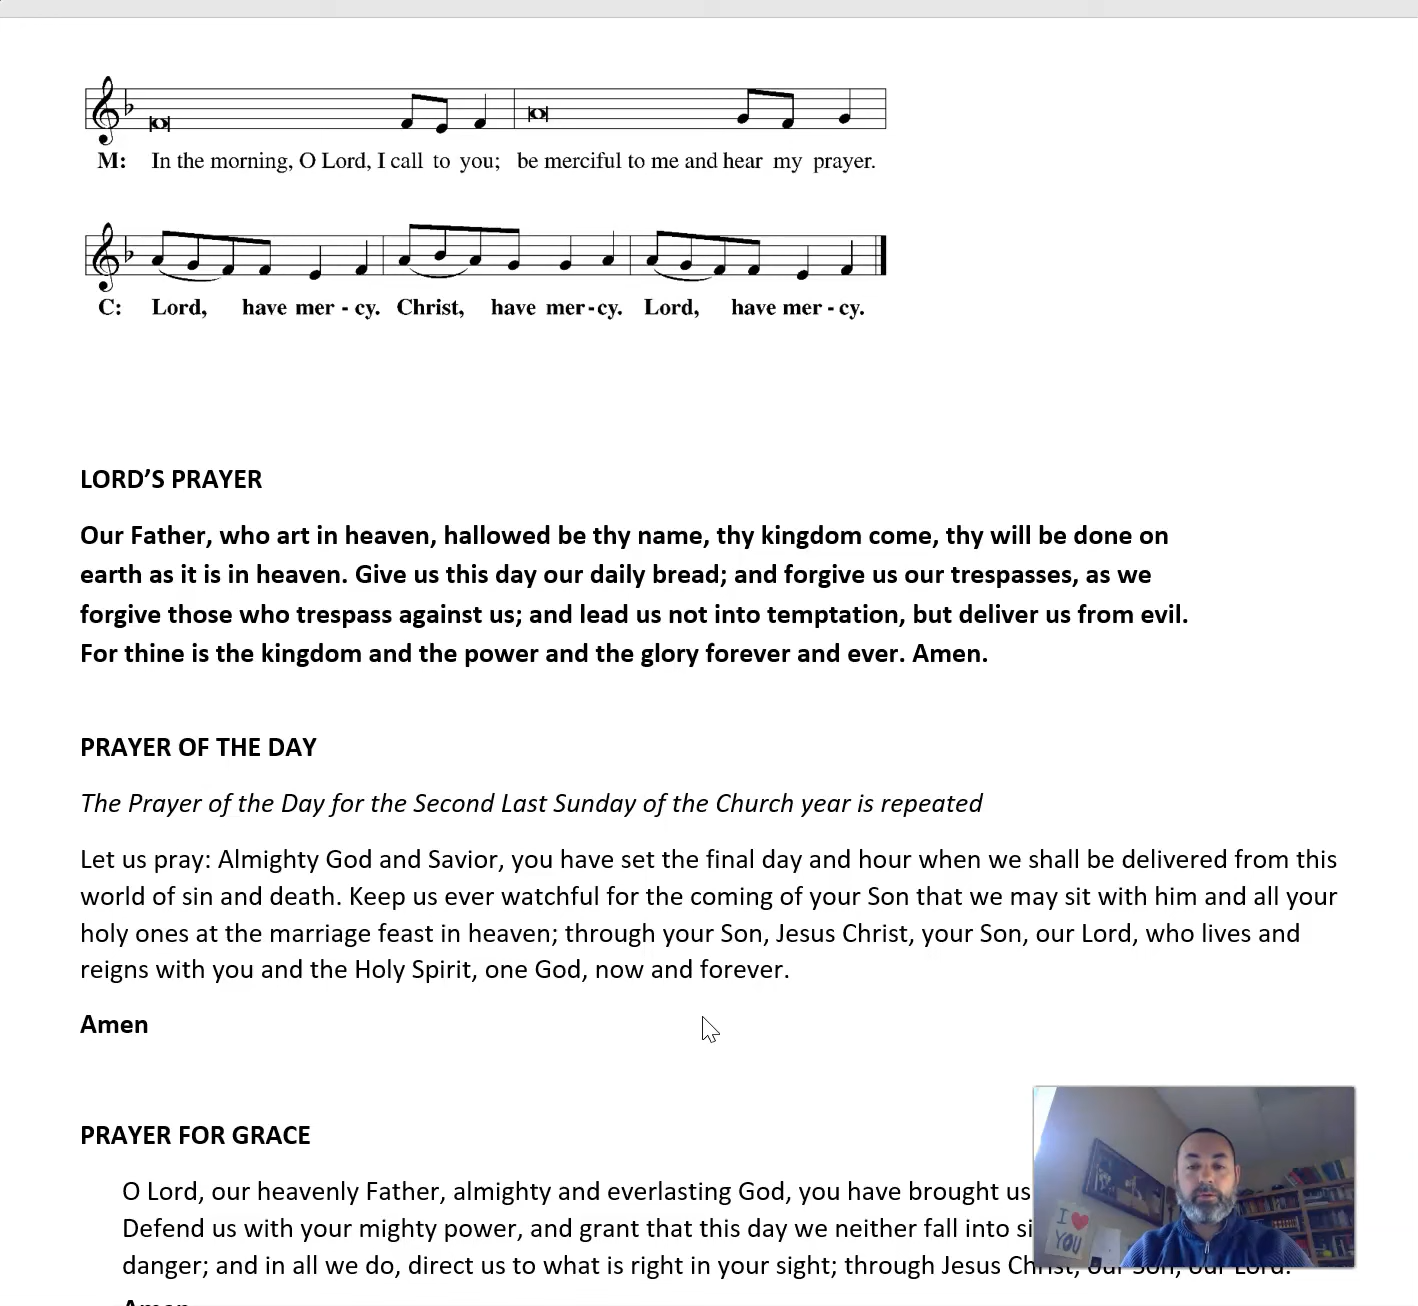 M: In the morning, O Lord, I call to you; be merciful to me and hear my prayer.
C: Lord, have mer - cy. Christ, have mer - cy. Lord, have mer - cy.
LORD’S PRAYER
Our Father, who art in heaven, hallowed be thy name, thy kingdom come, thy will be done on
earth as it is in heaven. Give us this day our daily bread; and forgive us our trespasses, as we
forgive those who trespass against us; and lead us not into temptation, but deliver us from evil.
For thine is the kingdom and the power and the glory forever and ever. Amen.
PRAYER OF THE DAY
The Prayer of the Day for the Second Last Sunday of the Church year is repeated
Let us pray: Almighty God and Savior, you have set the final day and hour when we shall be delivered from this
world of sin and death. Keep us ever watchful for the coming of your Son that we may sit with him and all your
holy ones at the marriage feast in heaven; through your Son, Jesus Christ, your Son, our Lord, who lives and
reigns with you and the Holy Spirit, one God, now and forever.
Amen
PRAYER FOR GRACE
O Lord, our heavenly Father, almighty and everlasting God, you have brought us
Defend us with your mighty power, and grant that this day we neither fall into
danger; and in all we do, direct us to what is right in your sight; through Jesus Christ, our Son, our Lord.
Amen
I
YOU